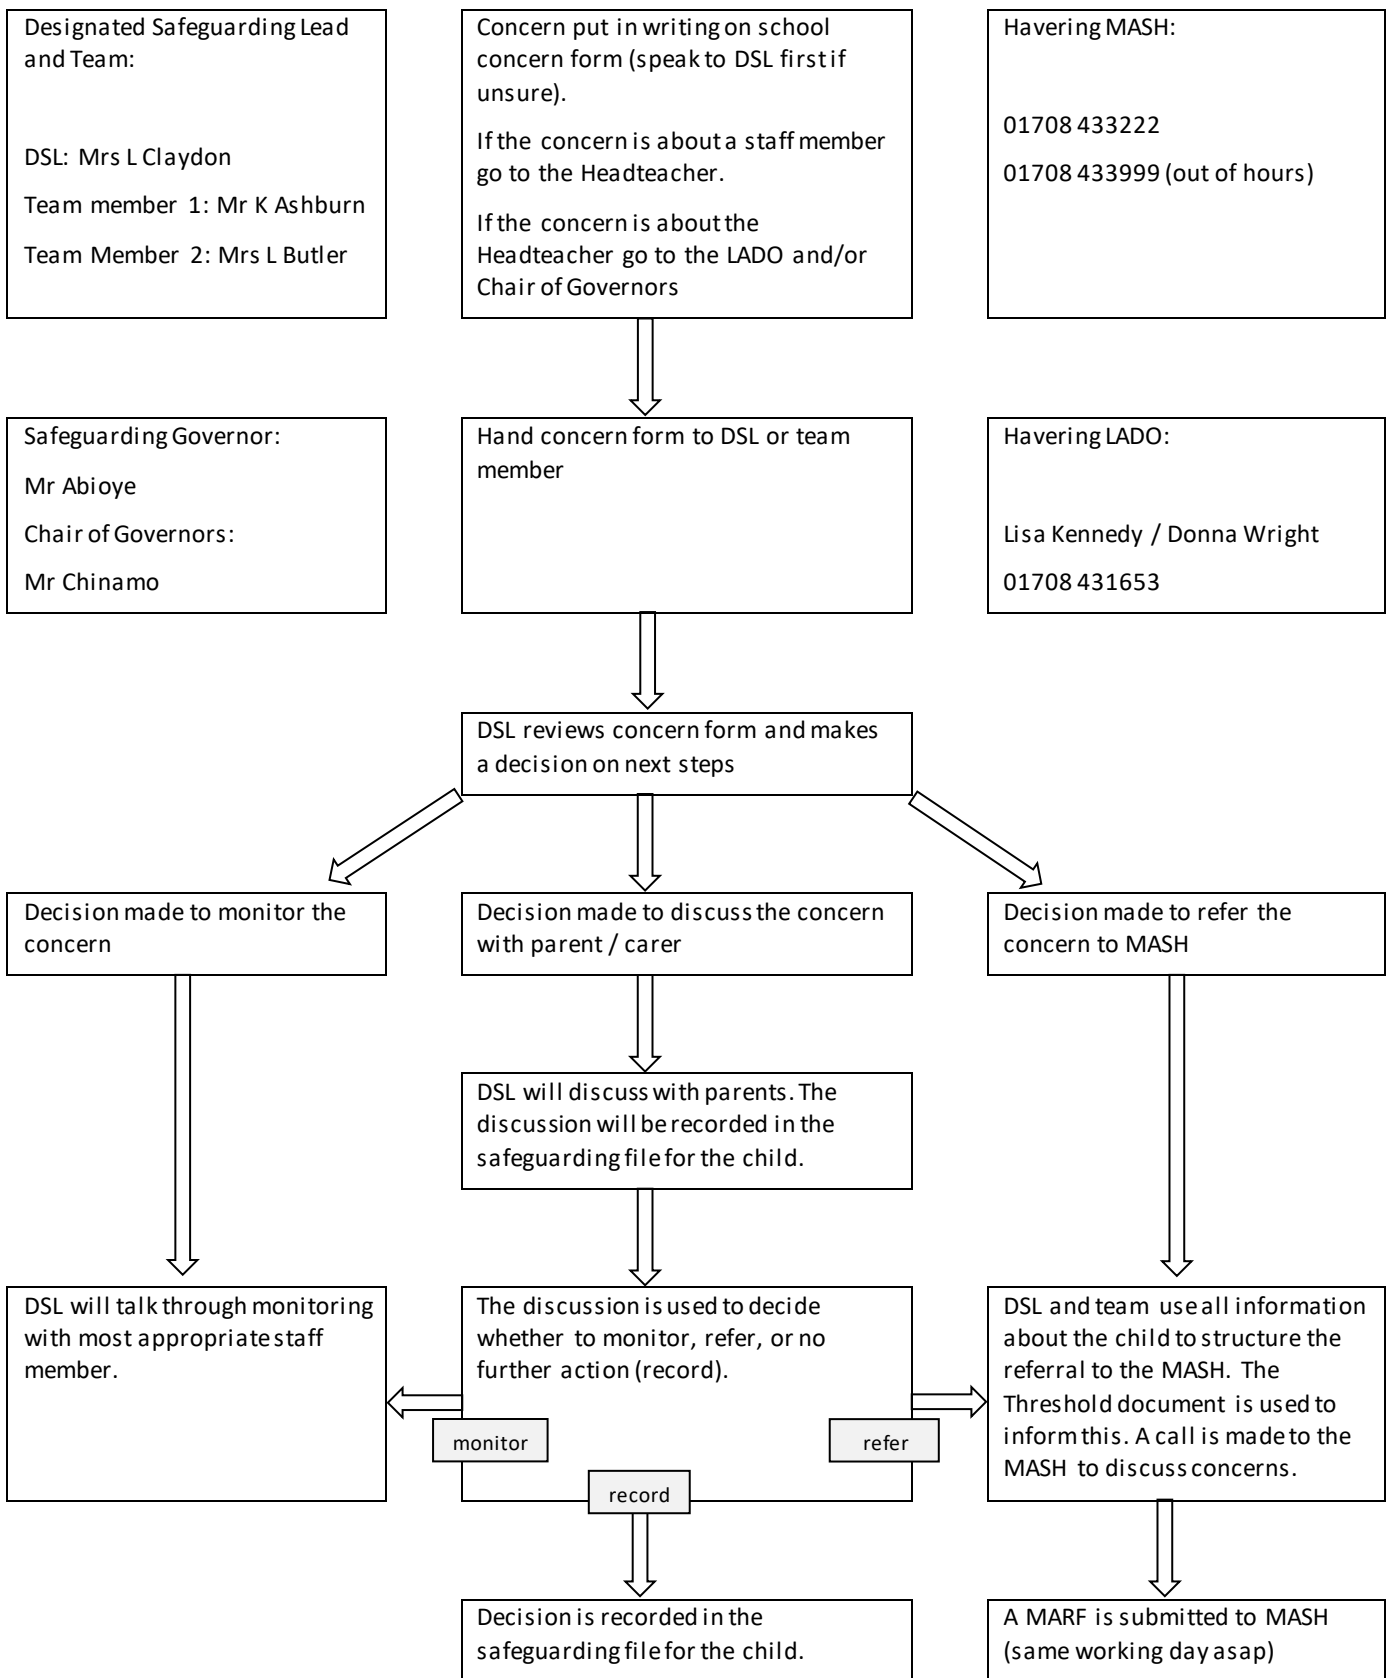 Designated Safeguarding Lead
and Team:
DSL: Mrs L Claydon
Team member 1: Mr K Ashburn
Team Member 2: Mrs L Butler
Concern put in writing on school
concern form (speak to DSL first if
unsure).
If the concern is about a staff member
go to the Headteacher.
If the concern is about the
Headteacher go to the LADO and/or
Chair of Governors
Havering MASH:
01708 433222
01708 433999 (out of hours)
Safeguarding Governor:
Mr Abioye
Chair of Governors:
Mr Chinamo
Hand concern form to DSL or team
member
Havering LADO:
Lisa Kennedy / Donna Wright
01708 431653
DSL reviews concern form and makes
a decision on next steps
Decision made to monitor the
concern
Decision made to discuss the concern
with parent / carer
Decision made to refer the
concern to MASH
DSL will discuss with parents. The
discussion will be recorded in the
safeguarding file for the child.
DSL will talk through monitoring
with most appropriate staff
member.
The discussion is used to decide
whether to monitor, refer, or no
further action (record).
monitor
refer
record
DSL and team use all information
about the child to structure the
referral to the MASH. The
Threshold document is used to
inform this. A call is made to the
MASH to discuss concerns.
Decision is recorded in the
safeguarding file for the child.
A MARF is submitted to MASH
(same working day asap)